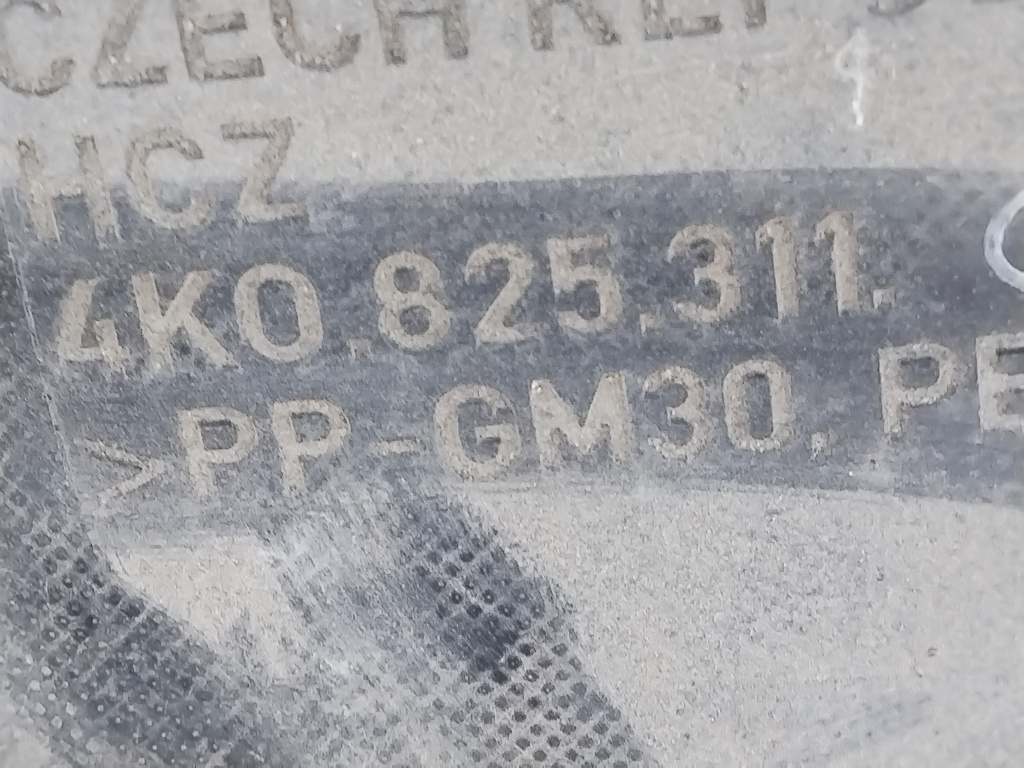 CZECH REP
HCZ
4K0.825.311.
>PP-GM30. PE